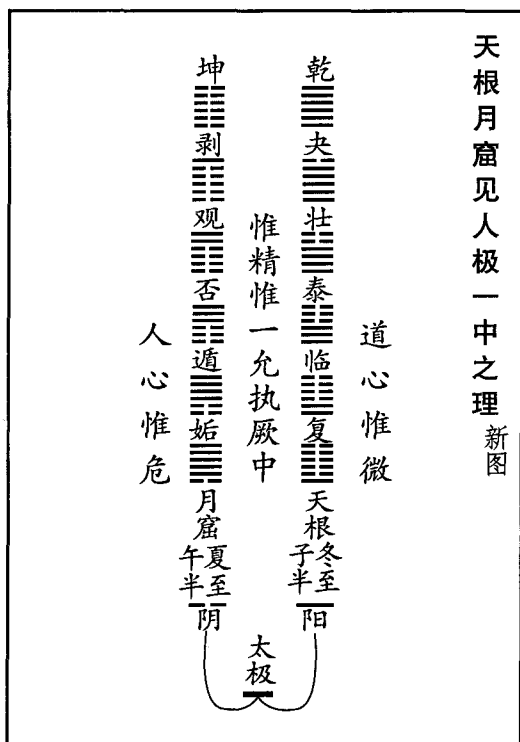 天根月窟见人极一中之理
新图
道心惟微
乾
夬
壮
泰
临
复
天根
冬至
子半
阳
惟精惟一允执厥中
太极
坤
剥
观
否
遁
姤
月窟
夏至
午半
阴
人心惟危